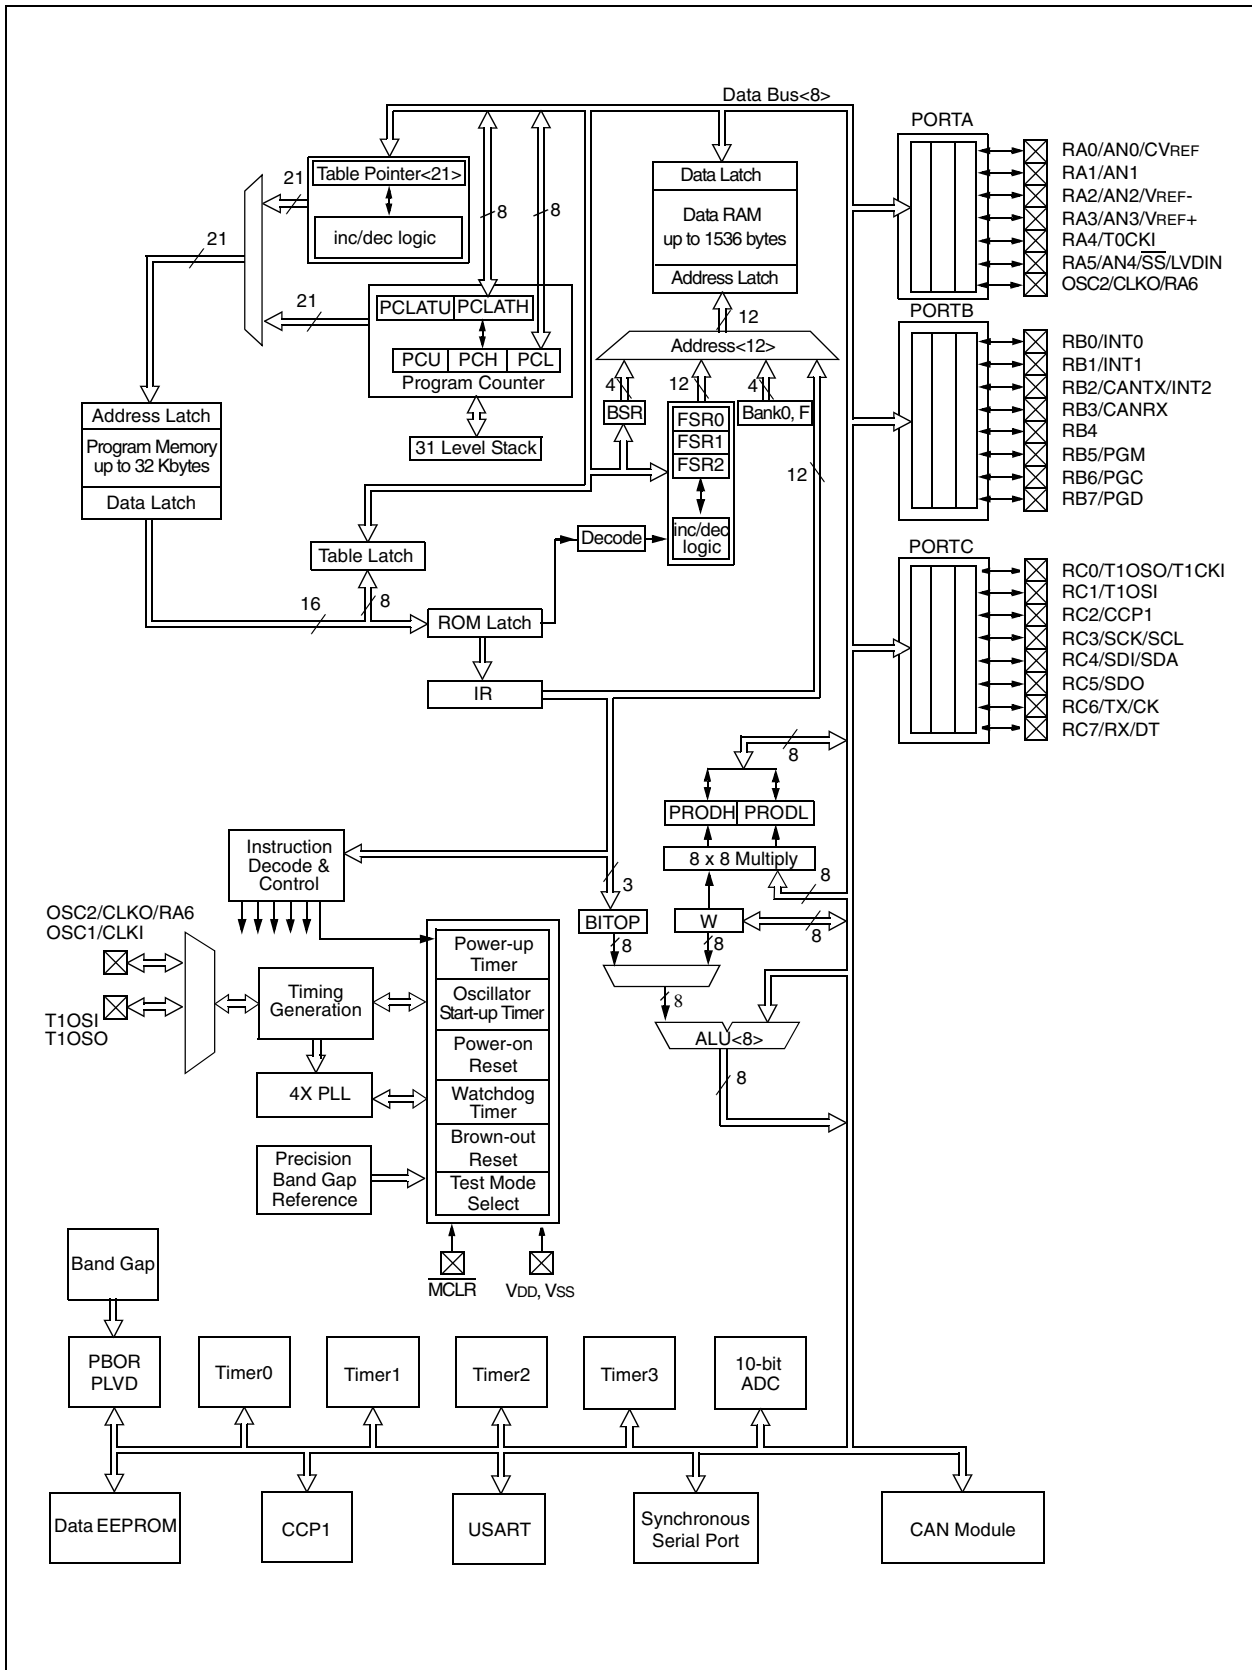 Data Bus<8>
PORTA
RA0/AN0/CVREF
RA1/AN1
RA2/AN2/VREF-
RA3/AN3/VREF+
RA4/T0CKI
RA5/AN4/SS/LVDIN
OSC2/CLKO/RA6
PORTB
RB0/INT0
RB1/INT1
RB2/CANTX/INT2
RB3/CANRX
RB4
RB5/PGM
RB6/PGC
RB7/PGD
PORTC
RC0/T1OSO/T1CKI
RC1/T1OSI
RC2/CCP1
RC3/SCK/SCL
RC4/SDI/SDA
RC5/SDO
RC6/TX/CK
RC7/RX/DT
21
Table Pointer<21>
inc/dec logic
21
8
8
21
PCLATU PCLATH
PCU PCH PCL
Program Counter
31 Level Stack
Data Latch
Data RAM
up to 1536 bytes
Address Latch
12
Address<12>
4
12
4
BSR
FSR0
FSR1
FSR2
Bank0, F
inc/dec
logic
12
Decode
Address Latch
Program Memory
up to 32 Kbytes
Data Latch
Table Latch
16
8
ROM Latch
IR
8
PRODH PRODL
8 x 8 Multiply
8
3
BITOP
W
8
8
8
8
ALU<8>
8
Instruction
Decode &
Control
OSC2/CLKO/RA6
OSC1/CLKI
T1OSI
T1OSO
Timing
Generation
4X PLL
Precision
Band Gap
Reference
Power-up
Timer
Oscillator
Start-up Timer
Power-on
Reset
Watchdog
Timer
Brown-out
Reset
Test Mode
Select
MCLR
VDD, VSS
Band Gap
PBOR
PLVD
Timer0
Timer1
Timer2
Timer3
10-bit
ADC
Data EEPROM
CCP1
USART
Synchronous
Serial Port
CAN Module